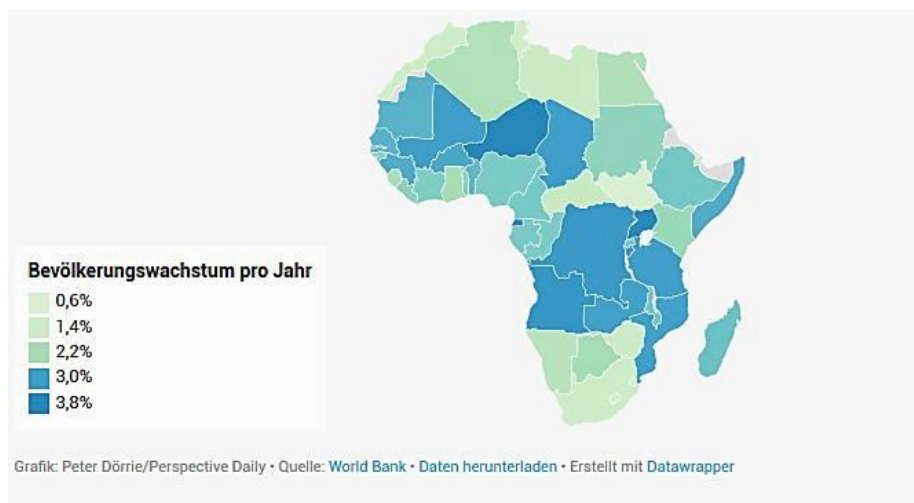 Bevölkerungswachstum pro Jahr
0,6%
1,4%
2,2%
3,0%
3,8%
Grafik: Peter Dörrie/Perspective Daily • Quelle: World Bank • Daten herunterladen • Erstellt mit Datawrapper